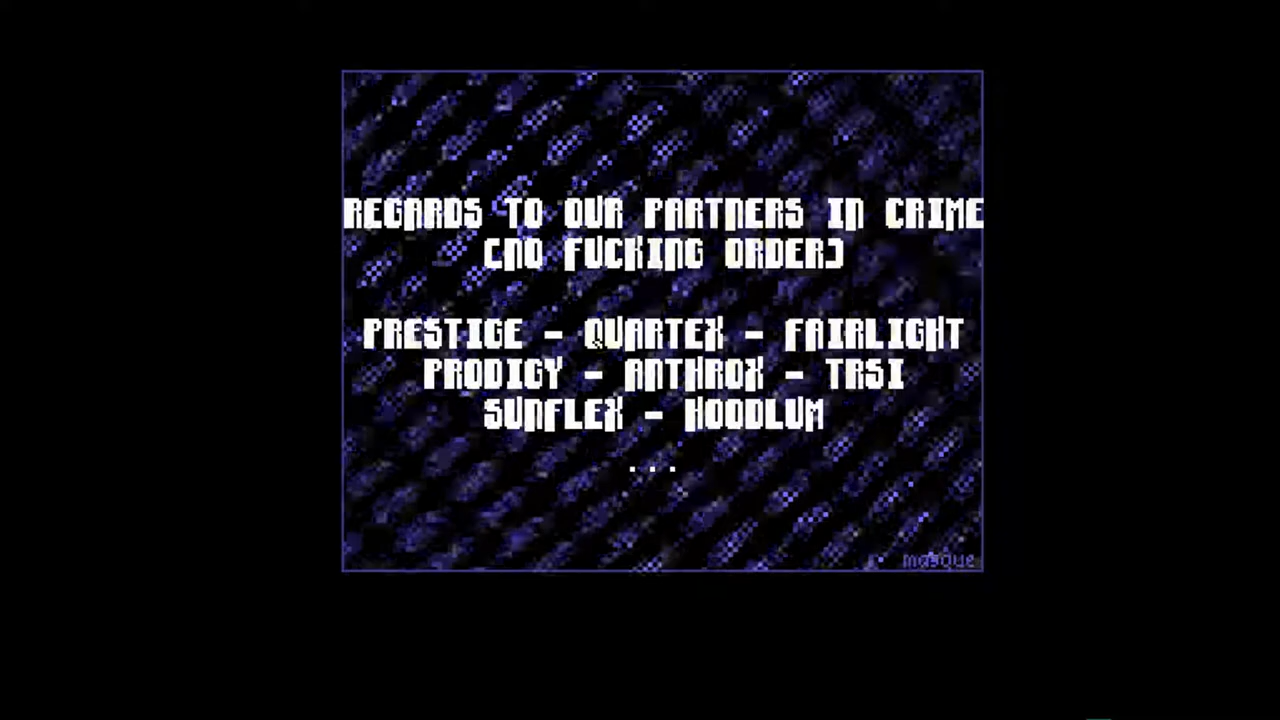 REGARDS TO OUR PARTNERS IN CRIME
(NO FUCKING ORDER)
PRESTIGE - QUARTEX - FAIRLIGHT
PRODIGY - ANTHROX - TRSI
SUNFLEX - HOODLUM
...
masque